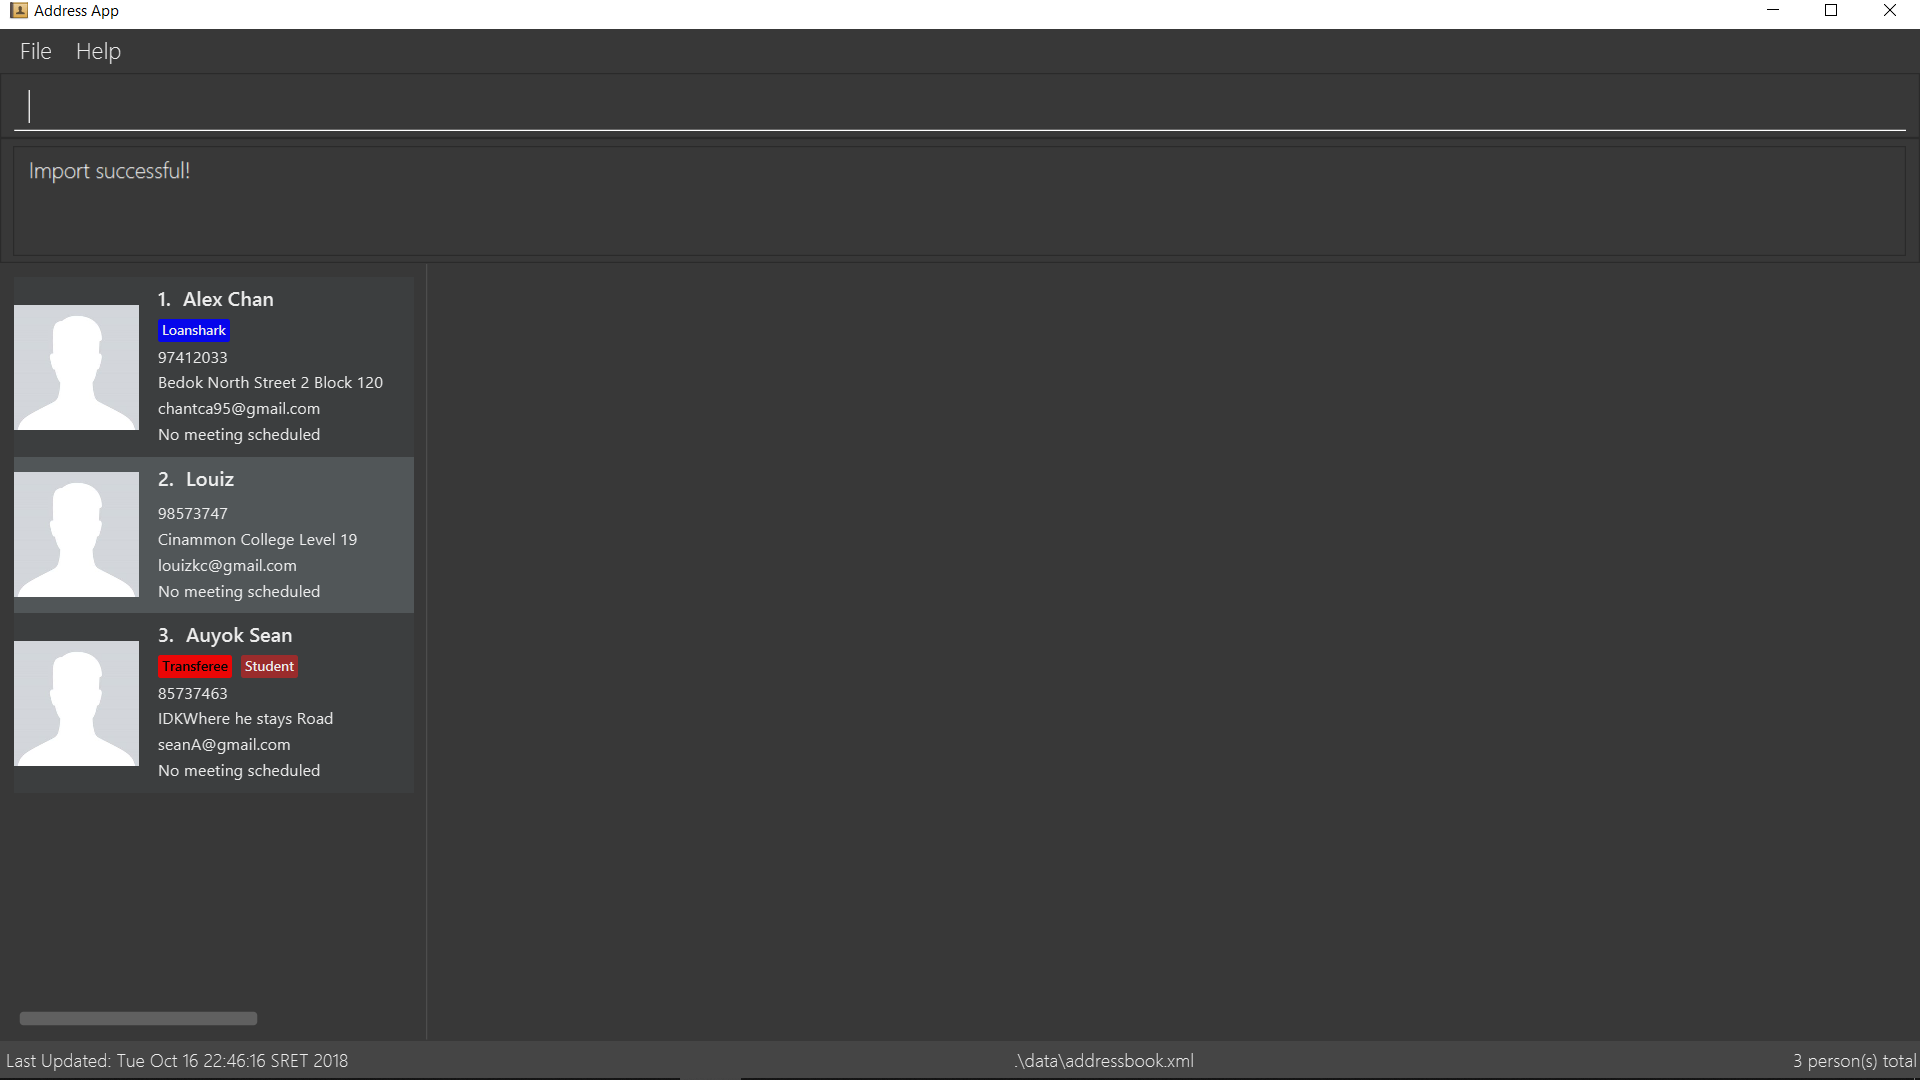 Address App
File Help
Import successful!
1. Alex Chan
Loanshark
97412033
Bedok North Street 2 Block 120
chantca95@gmail.com
No meeting scheduled
2. Louiz
98573747
Cinammon College Level 19
louizkc@gmail.com
No meeting scheduled
3. Auyok Sean
Transferee Student
85737463
IDKWhere he stays Road
seanA@gmail.com
No meeting scheduled
Last Updated: Tue Oct 16 22:46:16 SRET 2018 .\data\addressbook.xml 3 person(s) total